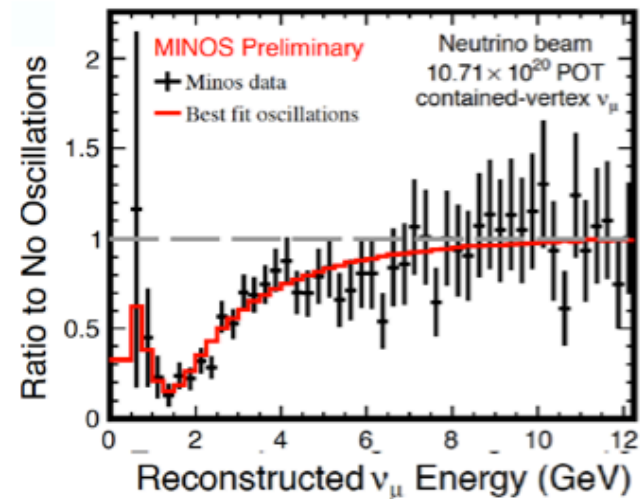 Ratio to No Oscillations
2
1.5
1
0.5
0
MINOS Preliminary
Minos data
Best fit oscillations
Neutrino beam
10.71 × 10²⁰ POT
contained-vertex νμ
0 2 4 6 8 10 12
Reconstructed νμ Energy (GeV)